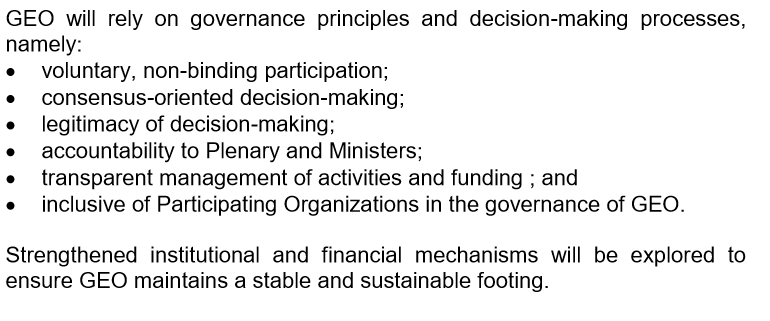 GEO will rely on governance principles and decision-making processes,
namely:
• voluntary, non-binding participation;
• consensus-oriented decision-making;
• legitimacy of decision-making;
• accountability to Plenary and Ministers;
• transparent management of activities and funding ; and
• inclusive of Participating Organizations in the governance of GEO.
Strengthened institutional and financial mechanisms will be explored to
ensure GEO maintains a stable and sustainable footing.